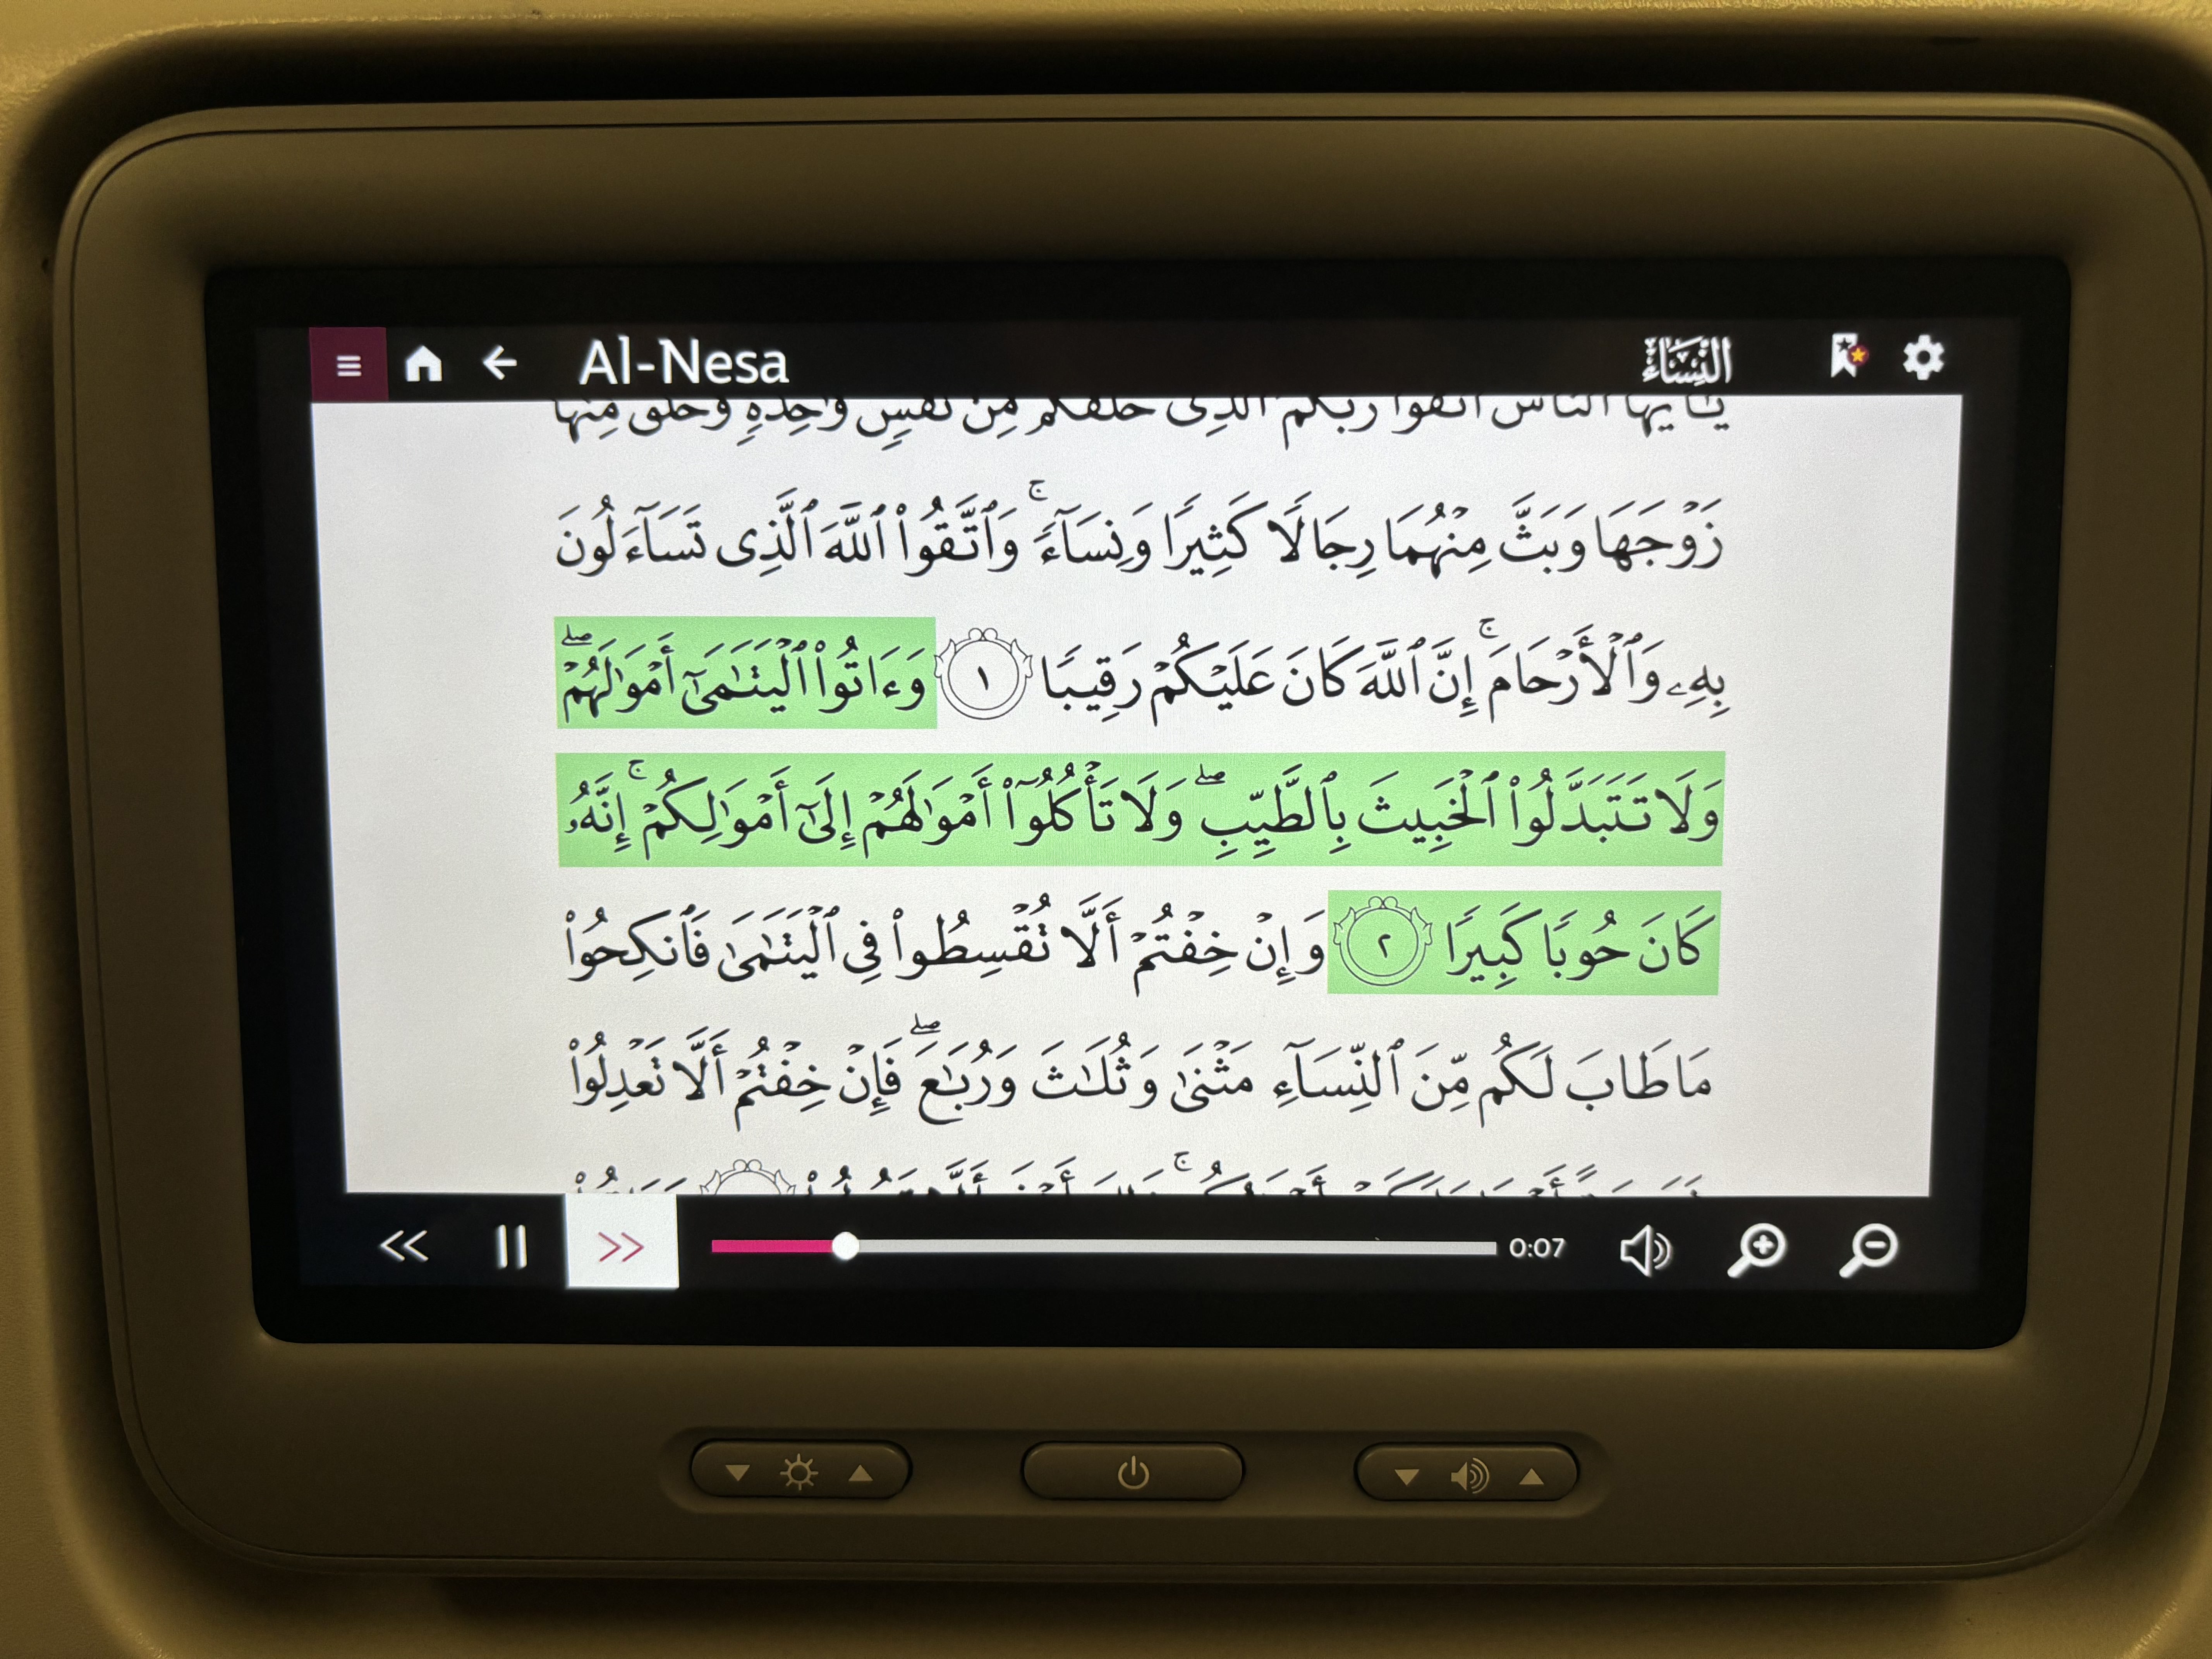 Al-Nesa النِّسَاءُ
يَٰٓأَيُّهَا ٱلنَّاسُ ٱتَّقُوا۟ رَبَّكُمُ ٱلَّذِى خَلَقَكُم مِّن نَّفْسٍ وَٰحِدَةٍ وَخَلَقَ مِنْهَا
زَوْجَهَا وَبَثَّ مِنْهُمَا رِجَالًا كَثِيرًا وَنِسَآءً ۚ وَٱتَّقُوا۟ ٱللَّهَ ٱلَّذِى تَسَآءَلُونَ
بِهِۦ وَٱلْأَرْحَامَ ۚ إِنَّ ٱللَّهَ كَانَ عَلَيْكُمْ رَقِيبًا ١ وَءَاتُوا۟ ٱلْيَتَٰمَىٰٓ أَمْوَٰلَهُمْ ۖ
وَلَا تَتَبَدَّلُوا۟ ٱلْخَبِيثَ بِٱلطَّيِّبِ ۖ وَلَا تَأْكُلُوٓا۟ أَمْوَٰلَهُمْ إِلَىٰٓ أَمْوَٰلِكُمْ ۚ إِنَّهُۥ
كَانَ حُوبًا كَبِيرًا ٢ وَإِنْ خِفْتُمْ أَلَّا تُقْسِطُوا۟ فِى ٱلْيَتَٰمَىٰ فَٱنكِحُوا۟
مَا طَابَ لَكُم مِّنَ ٱلنِّسَآءِ مَثْنَىٰ وَثُلَٰثَ وَرُبَٰعَ ۖ فَإِنْ خِفْتُمْ أَلَّا تَعْدِلُوا۟
0:07